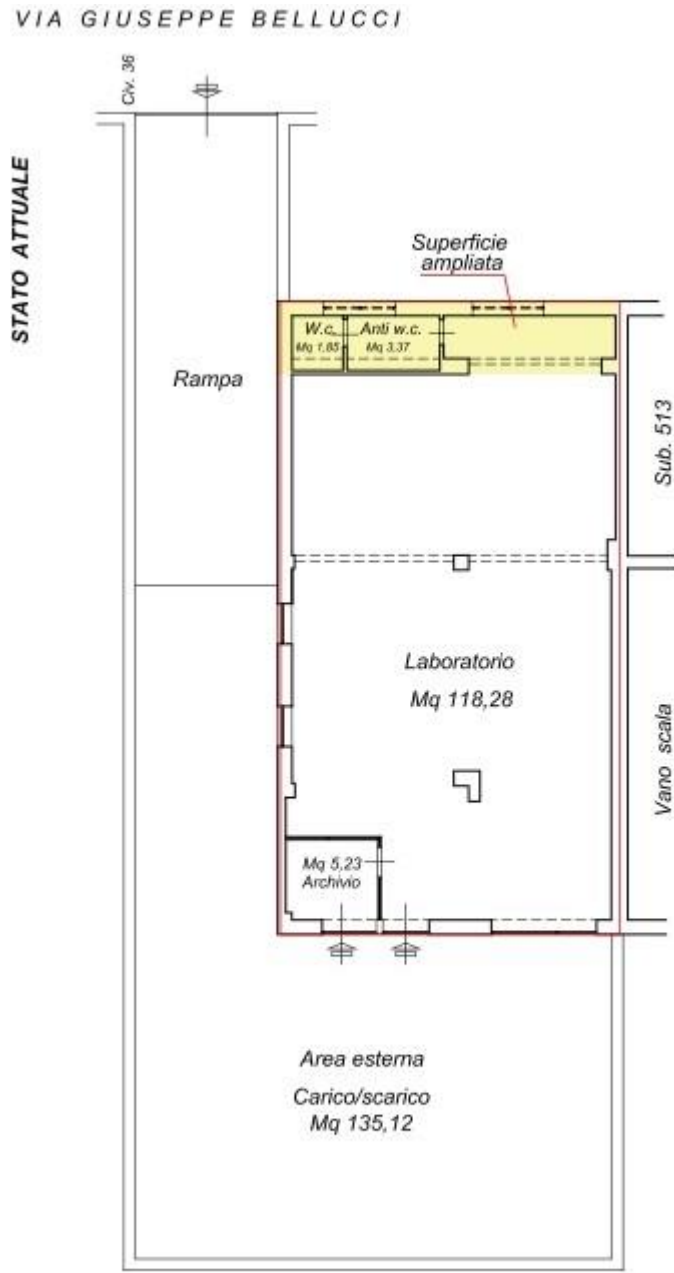 VIA GIUSEPPE BELLUCCI
Civ. 36
STATO ATTUALE
Superficie
ampliata
W.c.
Mq 1,85
Anti w.c.
Mq 3,37
Rampa
Sub. 513
Laboratorio
Mq 118,28
Vano scala
Mq 5,23
Archivio
Area esterna
Carico/scarico
Mq 135,12